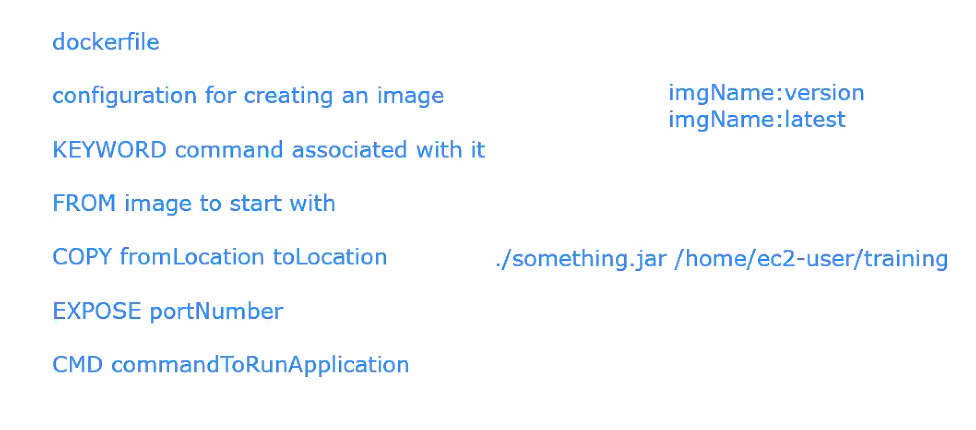 dockerfile
configuration for creating an image
imgName:version
imgName:latest
KEYWORD command associated with it
FROM image to start with
COPY fromLocation toLocation
./something.jar /home/ec2-user/training
EXPOSE portNumber
CMD commandToRunApplication